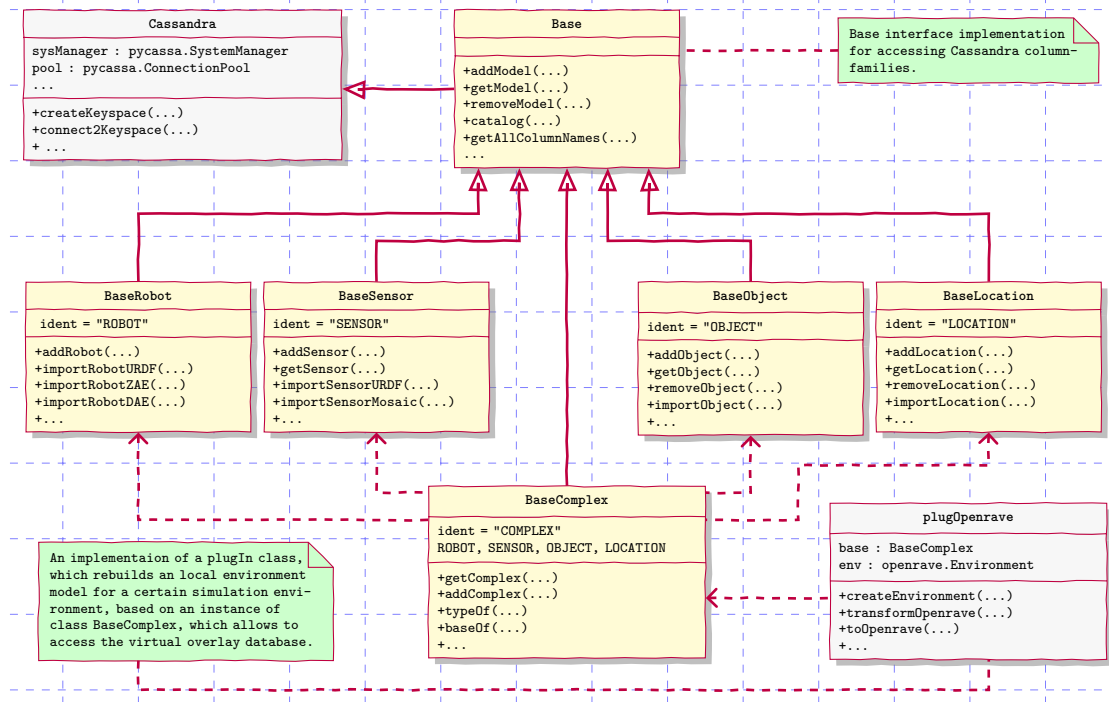 Cassandra
sysManager : pycassa.SystemManager
pool : pycassa.ConnectionPool
...
+createKeyspace(...)
+connect2Keyspace(...)
+ ...
Base
+addModel(...)
+getModel(...)
+removeModel(...)
+catalog(...)
+getAllColumnNames(...)
...
Base interface implementation
for accessing Cassandra column-
families.
BaseRobot
ident = "ROBOT"
+addRobot(...)
+importRobotURDF(...)
+importRobotZAE(...)
+importRobotDAE(...)
+...
BaseSensor
ident = "SENSOR"
+addSensor(...)
+getSensor(...)
+importSensorURDF(...)
+importSensorMosaic(...)
+...
BaseObject
ident = "OBJECT"
+addObject(...)
+getObject(...)
+removeObject(...)
+importObject(...)
+...
BaseLocation
ident = "LOCATION"
+addLocation(...)
+getLocation(...)
+removeLocation(...)
+importLocation(...)
+...
An implementaion of a plugIn class,
which rebuilds an local environment
model for a certain simulation envi-
ronment, based on an instance of
class BaseComplex, which allows to
access the virtual overlay database.
BaseComplex
ident = "COMPLEX"
ROBOT, SENSOR, OBJECT, LOCATION
+getComplex(...)
+addComplex(...)
+typeOf(...)
+baseOf(...)
+...
plugOpenrave
base : BaseComplex
env : openrave.Environment
+createEnvironment(...)
+transformOpenrave(...)
+toOpenrave(...)
+...